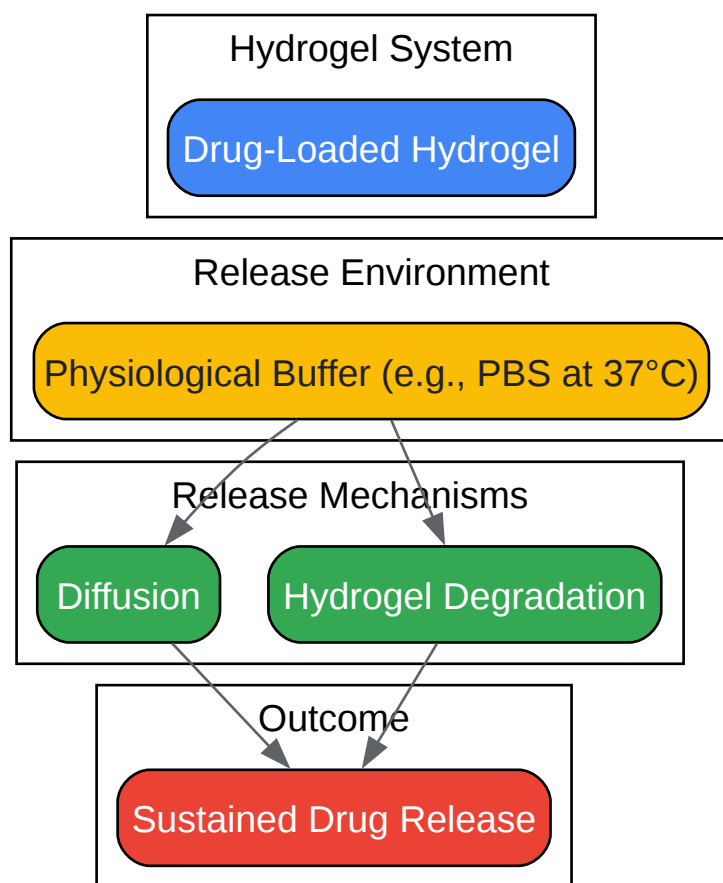 Hydrogel System
Drug-Loaded Hydrogel
Release Environment
Physiological Buffer (e.g., PBS at 37°C)
Release Mechanisms
Diffusion
Hydrogel Degradation
Outcome
Sustained Drug Release